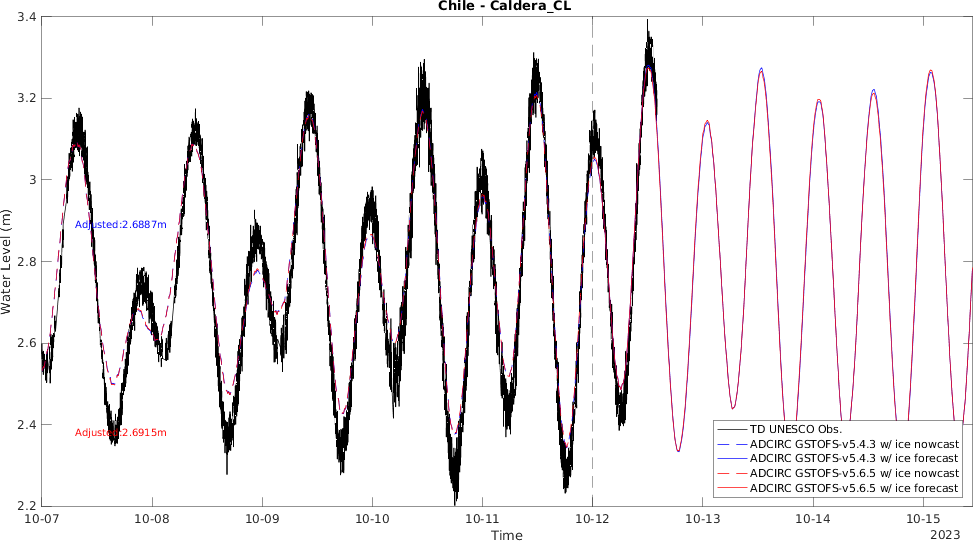 Chile - Caldera_CL
3.4
3.2
3
2.8
2.6
2.4
2.2
Water Level (m)
Adjusted:2.6887m
Adjusted:2.6915m
TD UNESCO Obs.
ADCIRC GSTOFS-v5.4.3 w/ ice nowcast
ADCIRC GSTOFS-v5.4.3 w/ ice forecast
ADCIRC GSTOFS-v5.6.5 w/ ice nowcast
ADCIRC GSTOFS-v5.6.5 w/ ice forecast
10-07 10-08 10-09 10-10 10-11 10-12 10-13 10-14 10-15
Time
2023